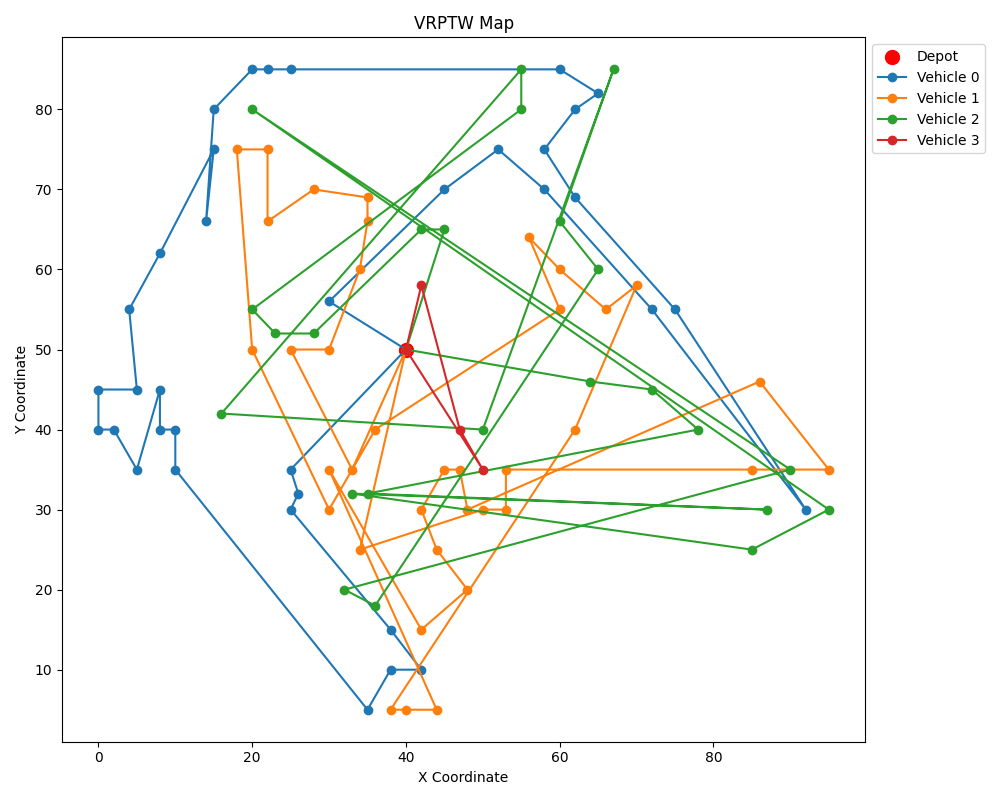 VRPTW Map
Depot
Vehicle 0
Vehicle 1
Vehicle 2
Vehicle 3
Y Coordinate
80
70
60
50
40
30
20
10
0
20
40
60
80
X Coordinate